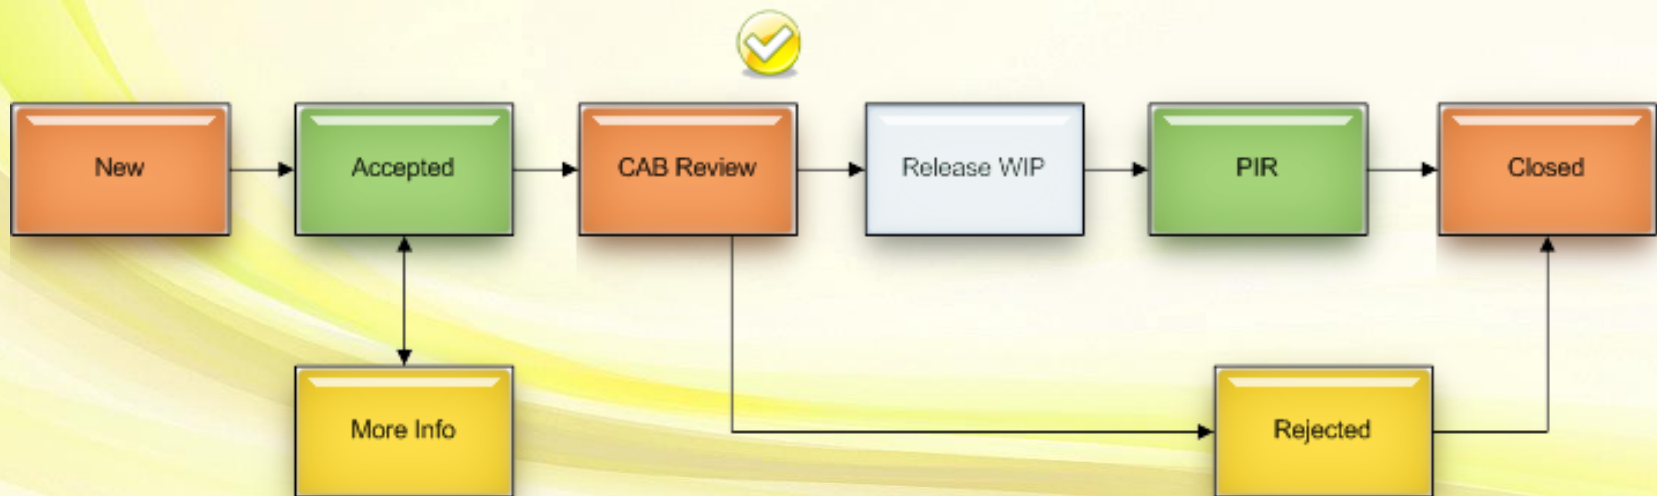 New
Accepted
CAB Review
Release WIP
PIR
Closed
More Info
Rejected